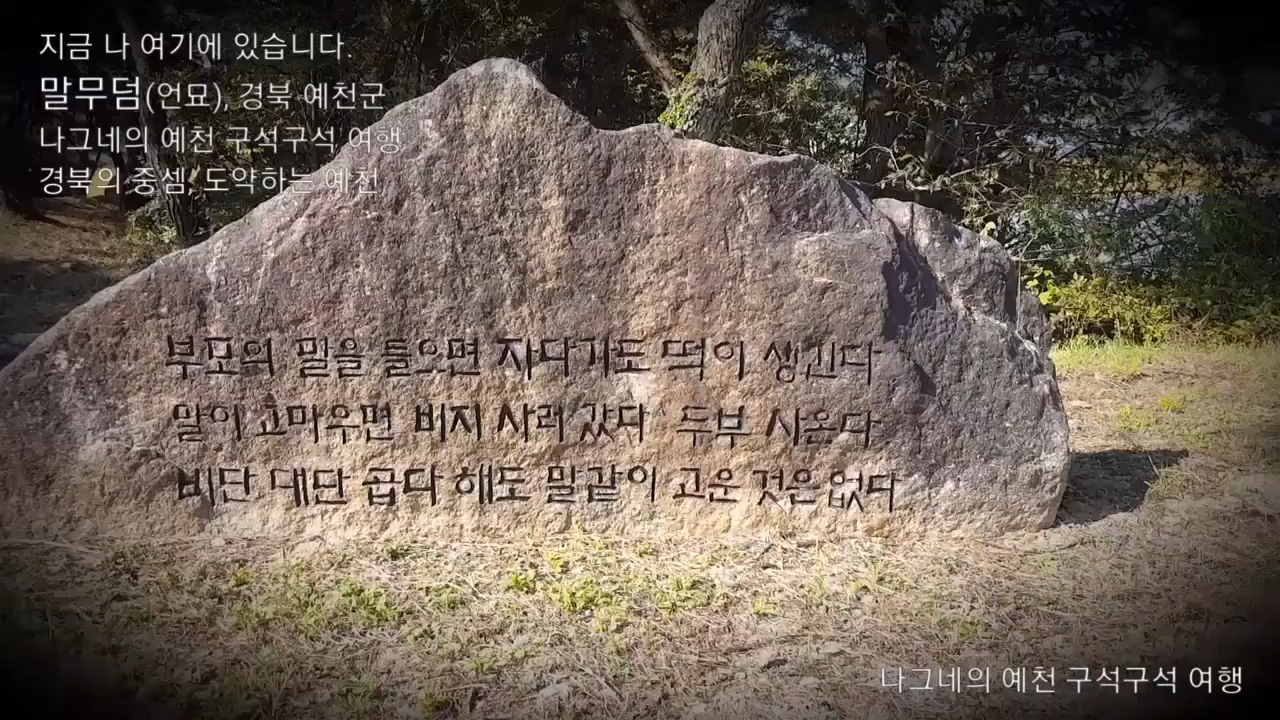 지금 나 여기에 있습니다.
말무덤(언묘), 경북 예천군
나그네의 예천 구석구석 여행
경북의 중셈, 도약하는 예천
부모의 말을 들으면 자다가도 떡이 생긴다
말이 고마우면 비지 사러 갔다 두부 사온다
비단 대단 곱다 해도 말같이 고운 것은 없다
나그네의 예천 구석구석 여행